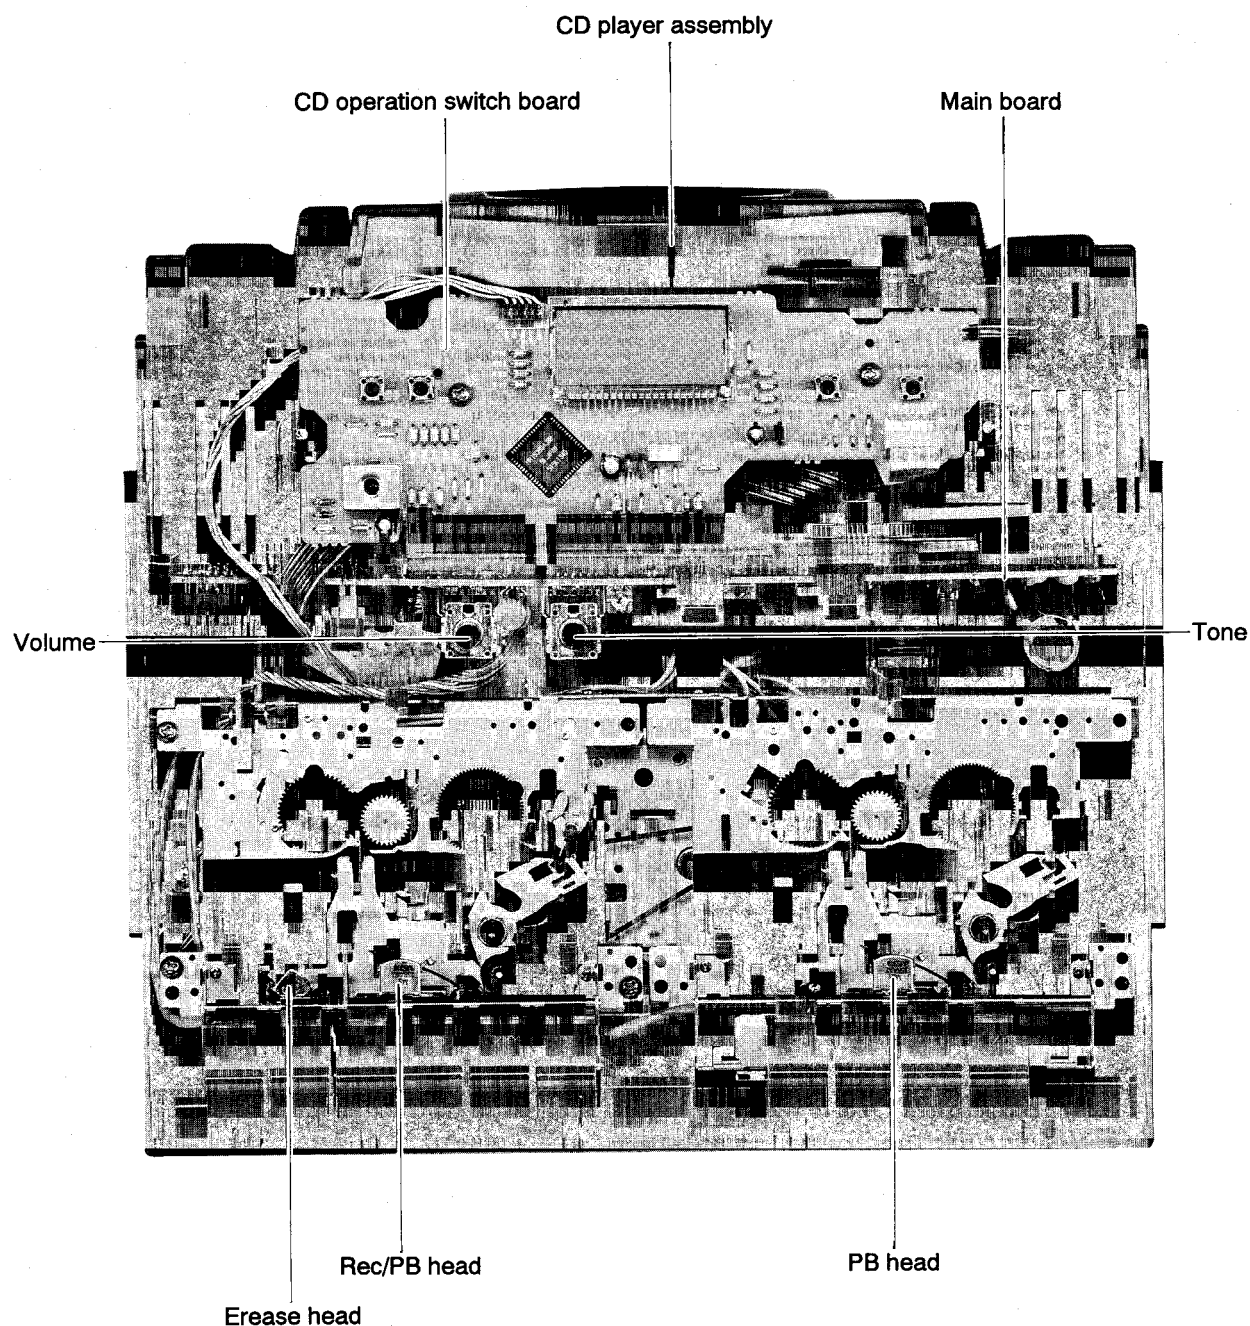 CD player assembly
CD operation switch board
Main board
Volume
Tone
Rec/PB head
PB head
Erease head